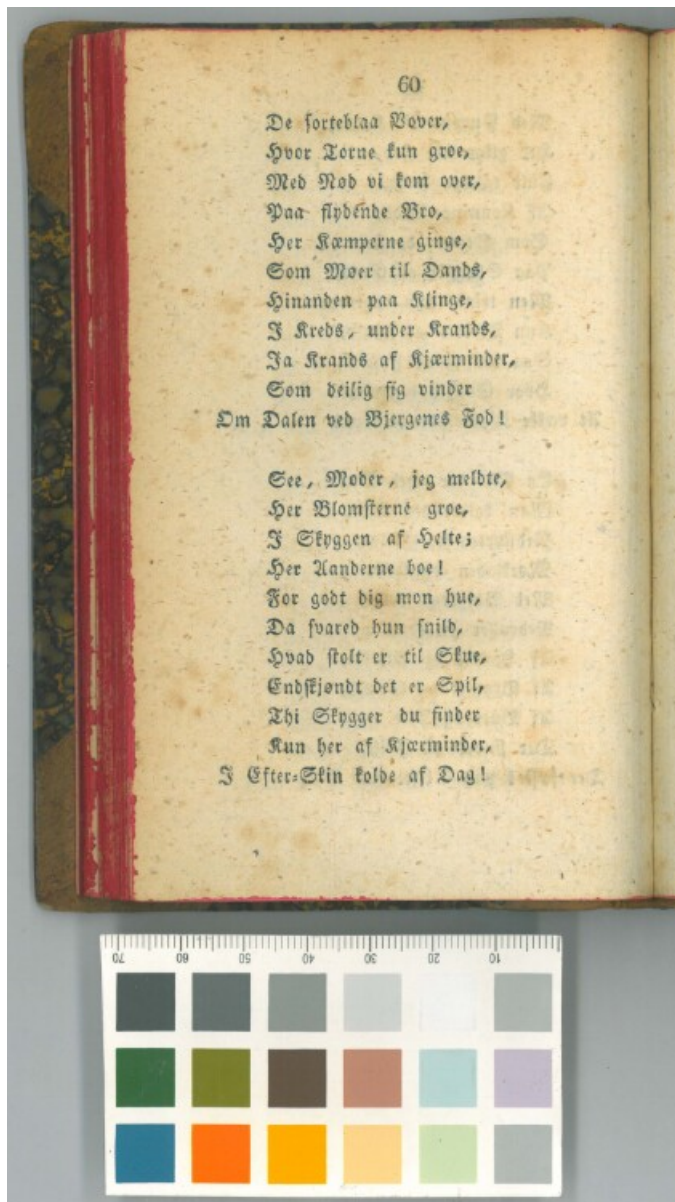 60
De sorteblaa Vover,
Hvor Torne kun groe,
Med Nød vi kom over,
Paa flydende Bro,
Her Kæmperne ginge,
Som Møer til Dands,
Hinanden paa Klinge,
I Kreds, under Krands,
Ja Krands af Kjærminder,
Som deilig sig vinder
Om Dalen ved Bjergenes Fod!
See, Moder, jeg meldte,
Her Blomsterne groe,
I Skyggen af Helte;
Her Aanderne boe!
For godt dig mon hue,
Da svared hun snild,
Hvad stolt er til Skue,
Endskjøndt det er Spil,
Thi Skygger du finder
Kun her af Kjærminder,
I Efter-Skin kolde af Dag!
70 60 50 40 30 20 10